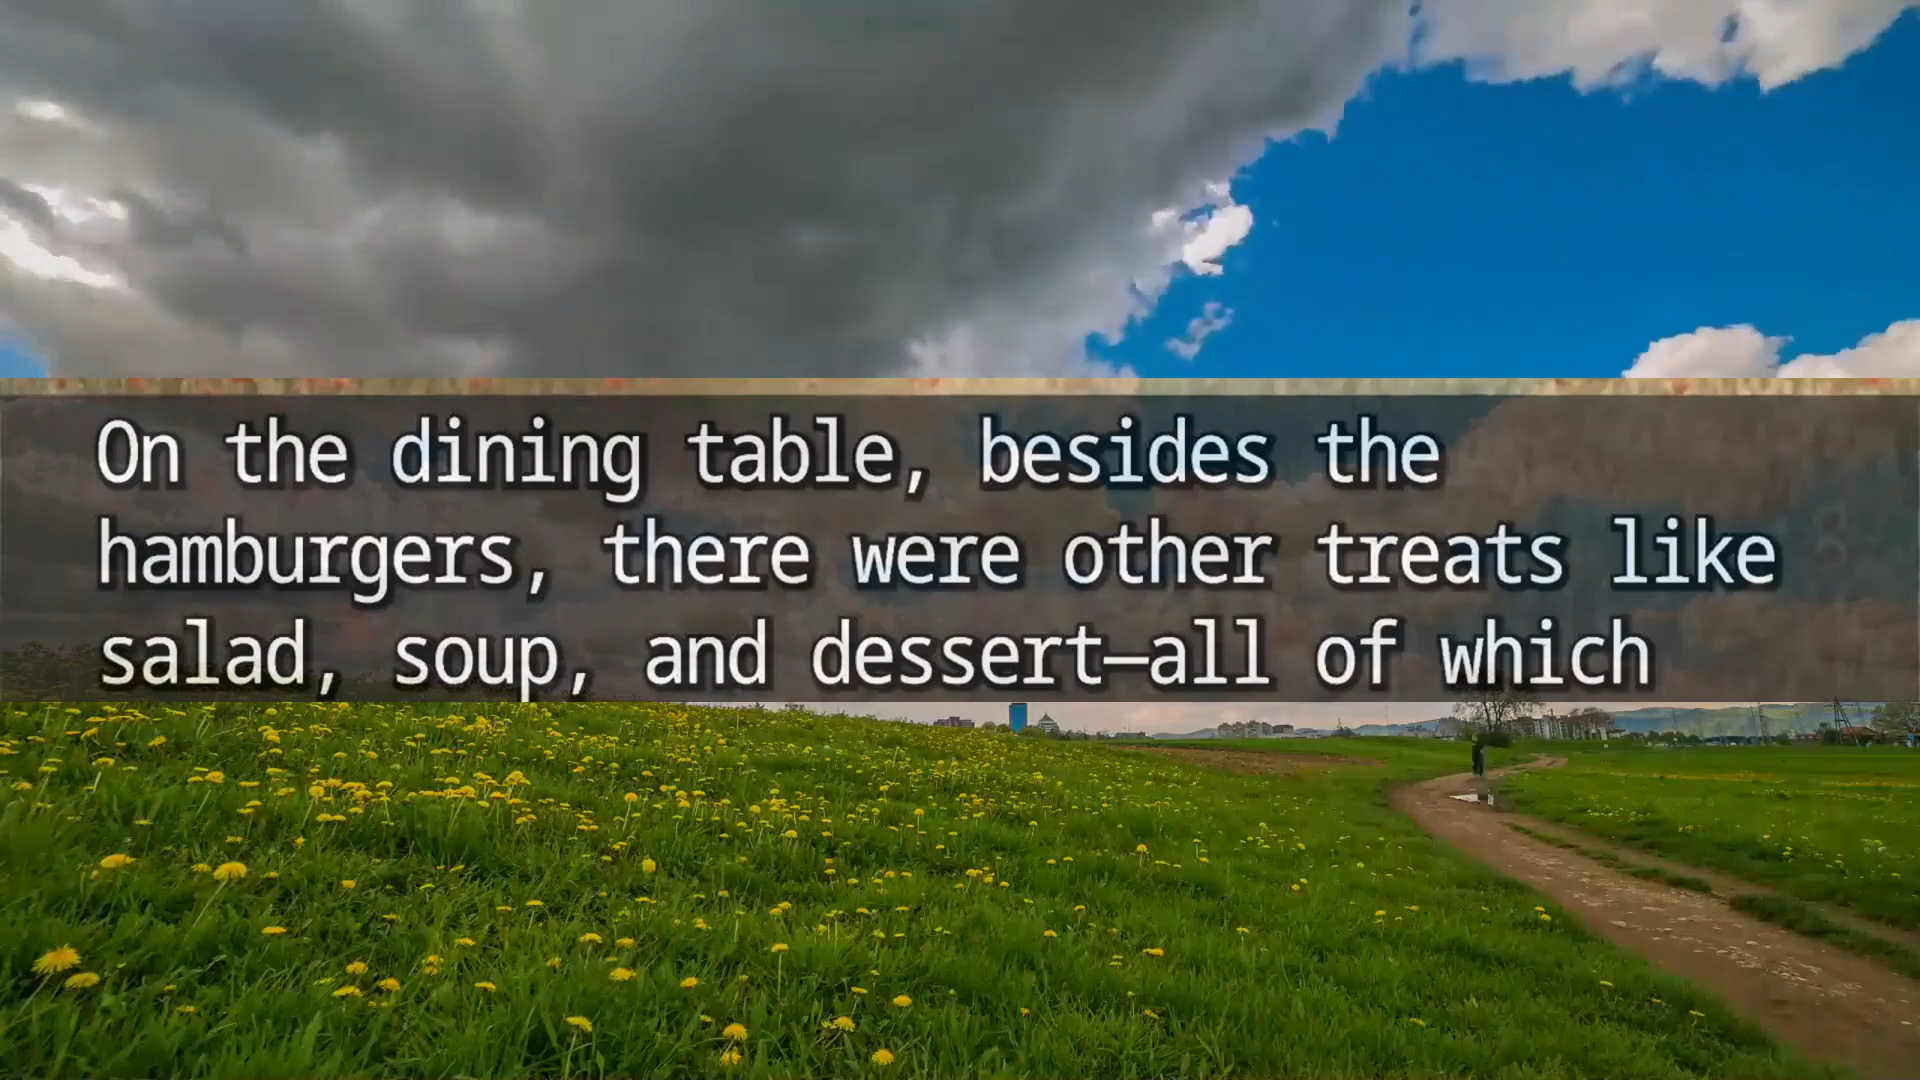 On the dining table, besides the
hamburgers, there were other treats like
salad, soup, and dessert—all of which